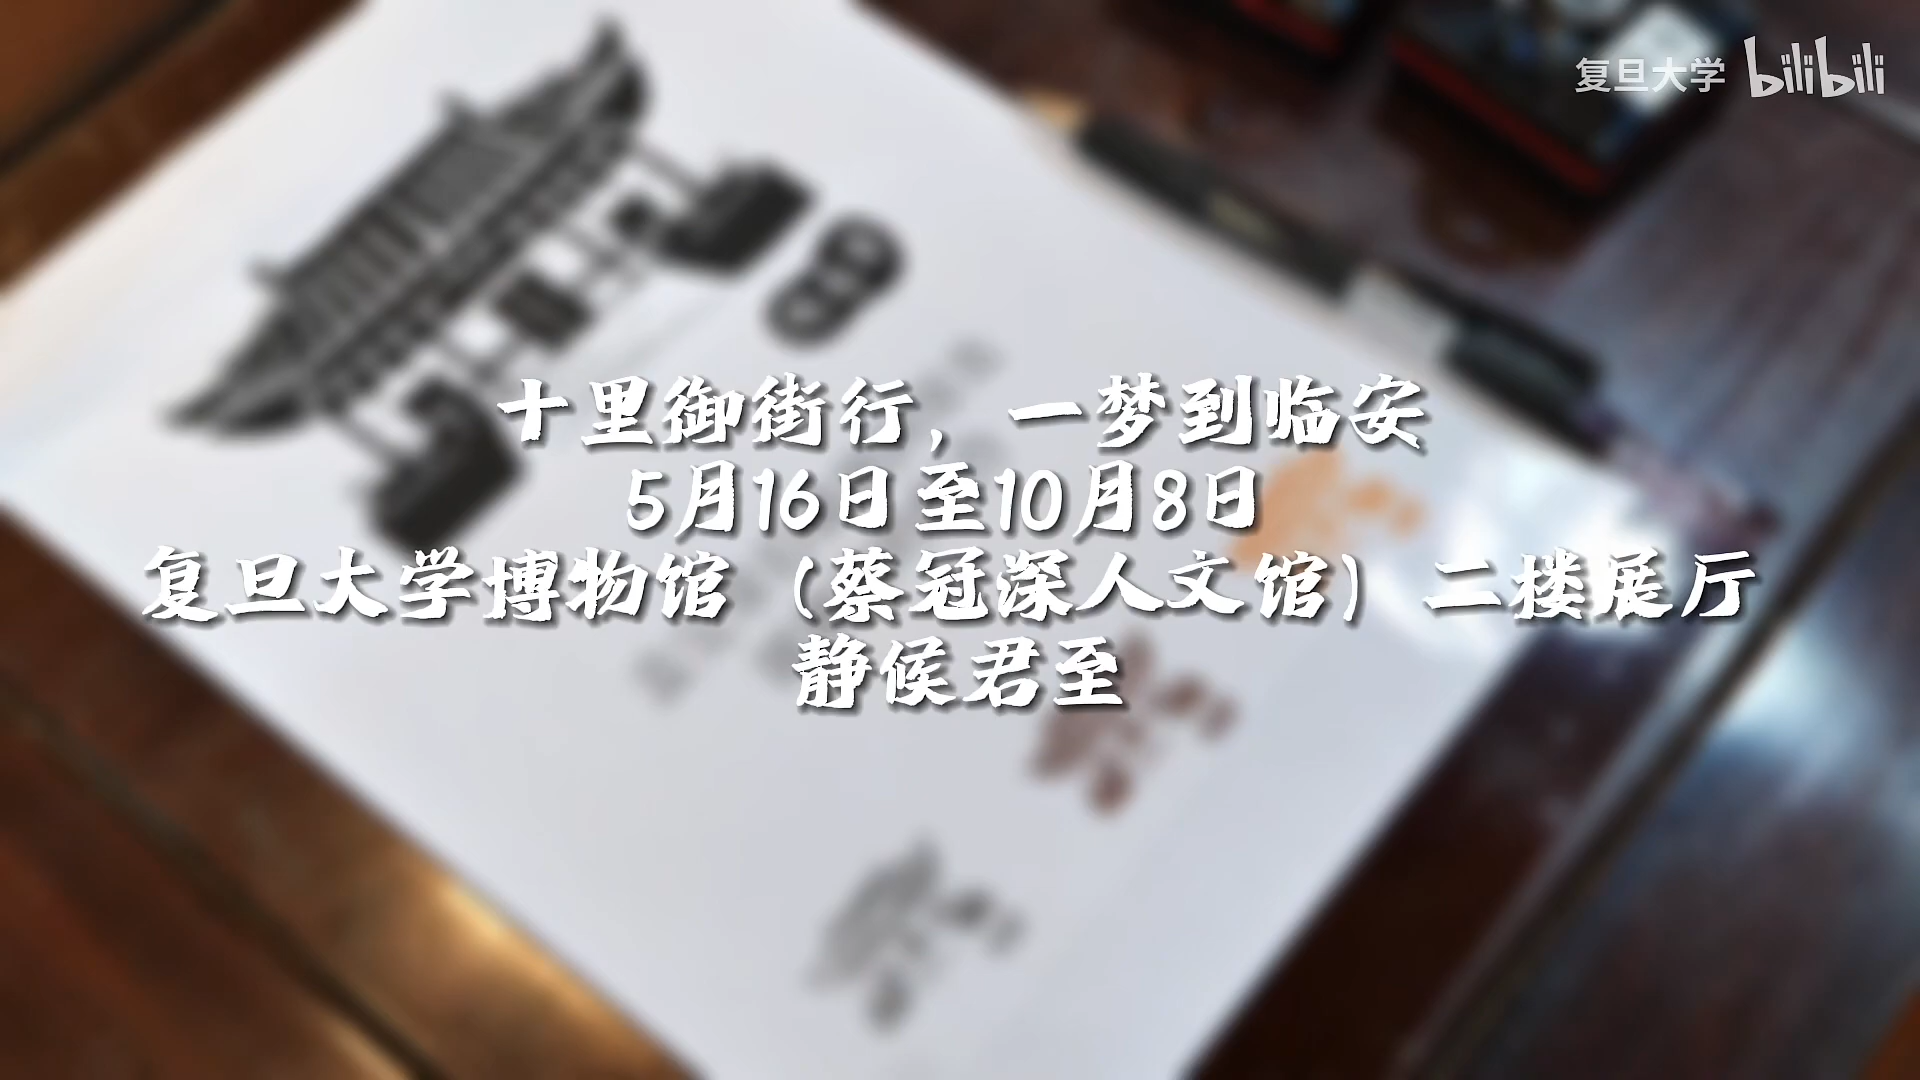 复旦大学 bilibili
十里御街行，一梦到临安
5月16日至10月8日
复旦大学博物馆（蔡冠深人文馆）二楼展厅
静候君至